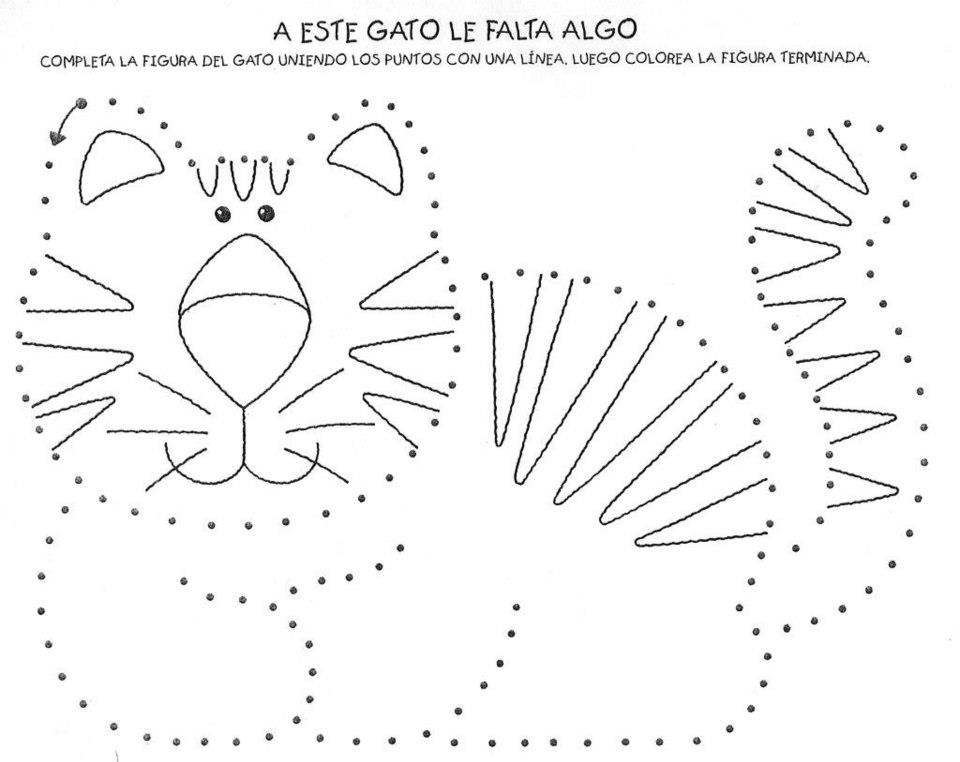 A ESTE GATO LE FALTA ALGO
COMPLETA LA FIGURA DEL GATO UNIENDO LOS PUNTOS CON UNA LÍNEA. LUEGO COLOREA LA FIGURA TERMINADA.